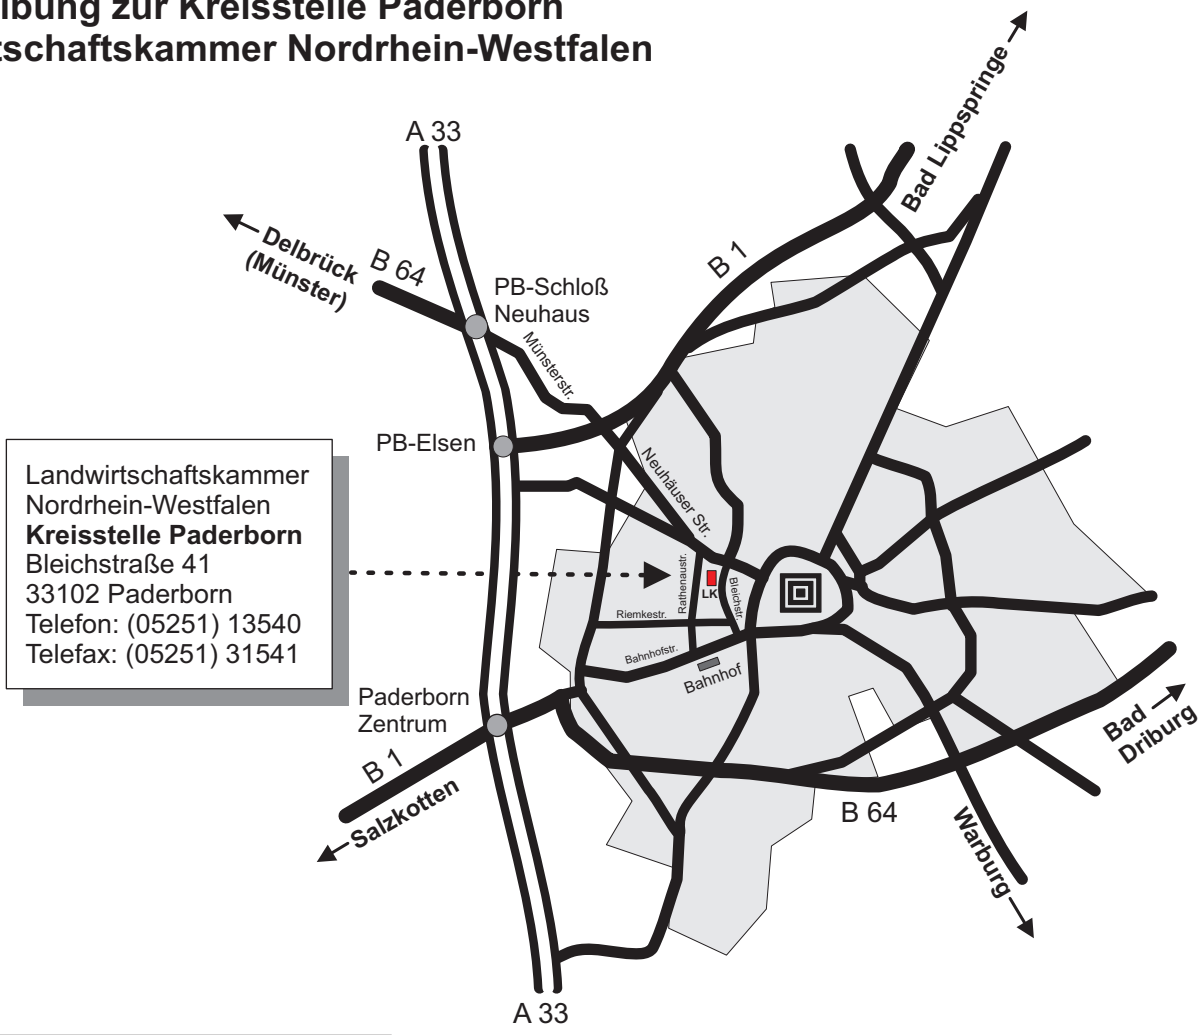 ibung zur Kreisstelle Paderborn
tschaftskammer Nordrhein-Westfalen
A 33
Bad Lippspringe
Delbrück
(Münster)
B 64
B 1
PB-Schloß
Neuhaus
Münsterstr.
PB-Elsen
Neuhäuser Str.
Landwirtschaftskammer
Nordrhein-Westfalen
Kreisstelle Paderborn
Bleichstraße 41
33102 Paderborn
Telefon: (05251) 13540
Telefax: (05251) 31541
Rathenaustr.
LK
Bleichstr.
Riemkestr.
Bahnhofstr.
Bahnhof
Paderborn
Zentrum
B 1
Salzkotten
Bad
Driburg
B 64
Warburg
A 33